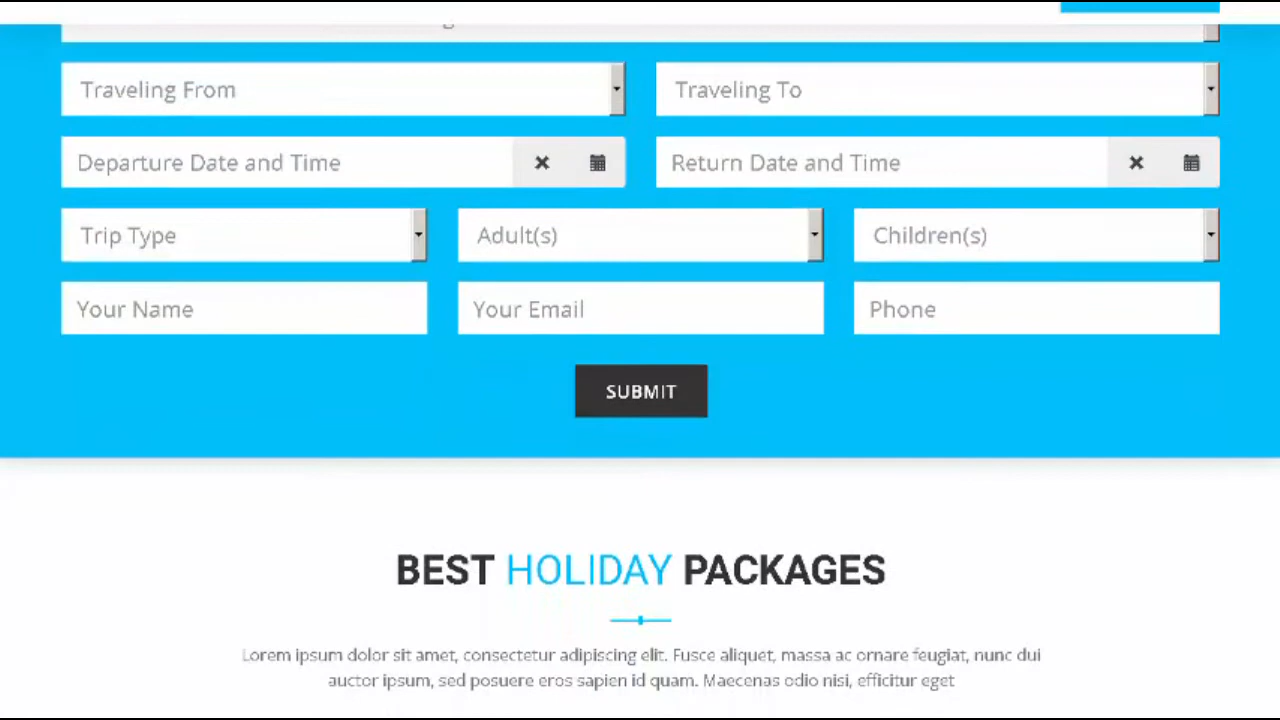 Traveling From
Traveling To
Departure Date and Time
Return Date and Time
Trip Type
Adult(s)
Children(s)
Your Name
Your Email
Phone
SUBMIT
BEST HOLIDAY PACKAGES
Lorem ipsum dolor sit amet, consectetur adipiscing elit. Fusce aliquet, massa ac ornare feugiat, nunc dui
auctor ipsum, sed posuere eros sapien id quam. Maecenas odio nisi, efficitur eget